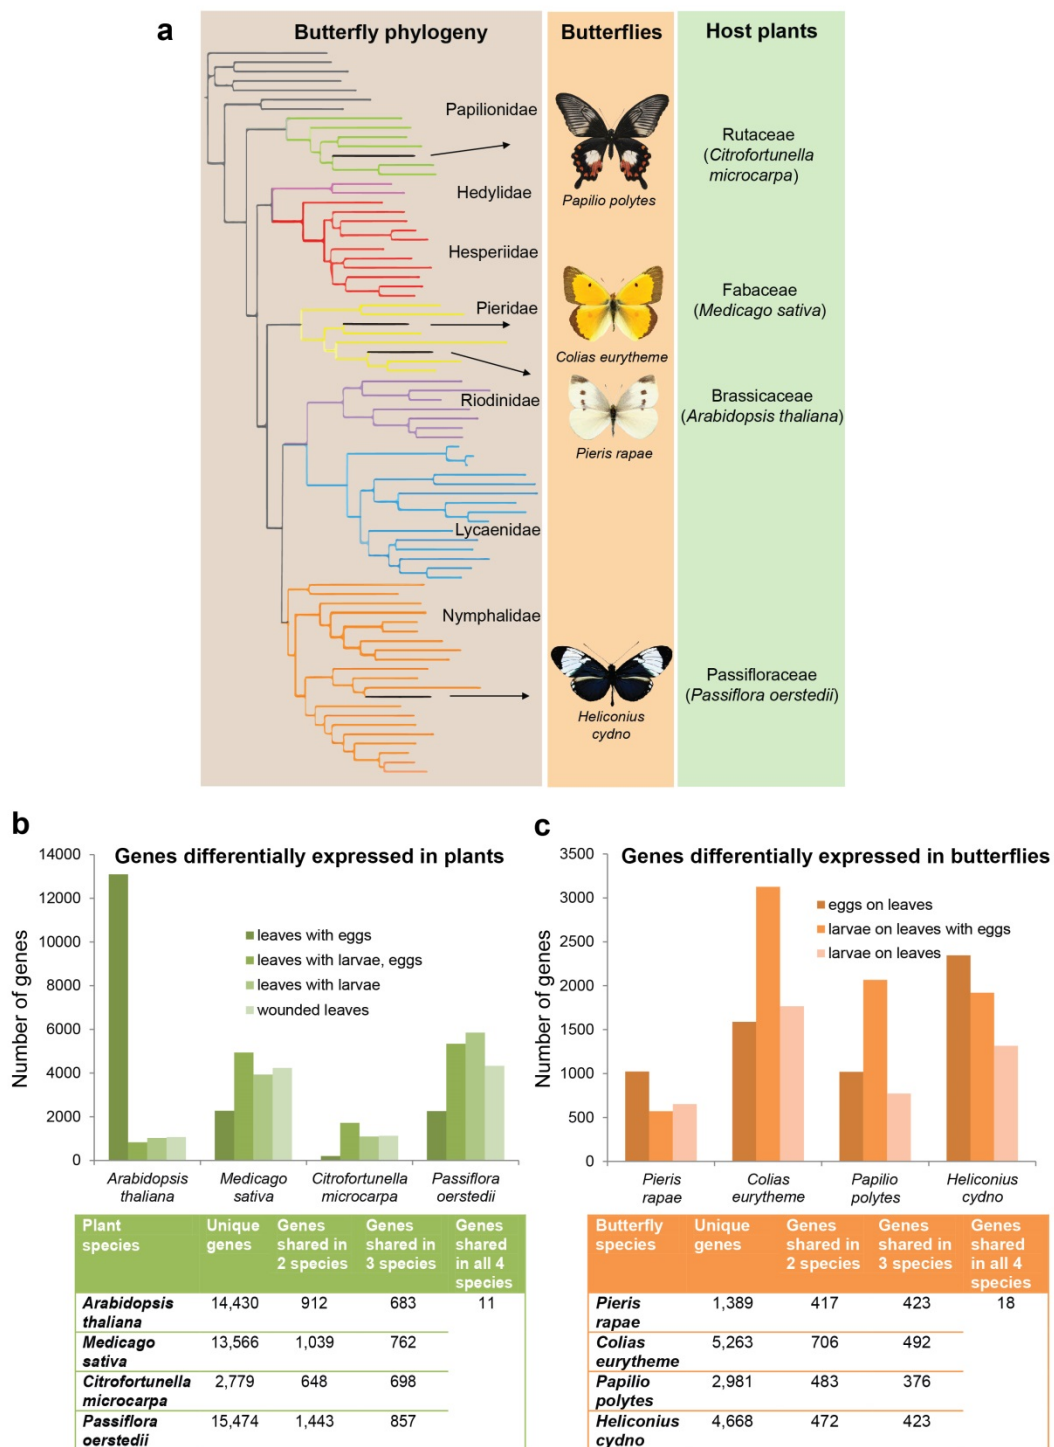 a
Butterfly phylogeny
Butterflies
Host plants
Papilionidae
Hedylidae
Hesperiidae
Pieridae
Riodinidae
Lycaenidae
Nymphalidae
Papilio polytes
Colias eurytheme
Pieris rapae
Heliconius
cydno
Rutaceae
(Citrofortunella
microcarpa)
Fabaceae
(Medicago sativa)
Brassicaceae
(Arabidopsis thaliana)
Passifloraceae
(Passiflora oerstedii)
b
Genes differentially expressed in plants
Number of genes
14000
12000
10000
8000
6000
4000
2000
0
leaves with eggs
leaves with larvae, eggs
leaves with larvae
wounded leaves
Arabidopsis
thaliana
Medicago
sativa
Citrofortunella
microcarpa
Passiflora
oerstedii
Plant
species
Unique
genes
Genes
shared in
2 species
Genes
shared in
3 species
Genes
shared
in all 4
species
Arabidopsis
thaliana
14,430 912 683 11
Medicago
sativa
13,566 1,039 762
Citrofortunella
microcarpa
2,779 648 698
Passiflora
oerstedii
15,474 1,443 857
c
Genes differentially expressed in butterflies
Number of genes
3500
3000
2500
2000
1500
1000
500
0
eggs on leaves
larvae on leaves with eggs
larvae on leaves
Pieris
rapae
Colias
eurytheme
Papilio
polytes
Heliconius
cydno
Butterfly
species
Unique
genes
Genes
shared in
2 species
Genes
shared in
3 species
Genes
shared
in all 4
species
Pieris
rapae
1,389 417 423 18
Colias
eurytheme
5,263 706 492
Papilio
polytes
2,981 483 376
Heliconius
cydno
4,668 472 423